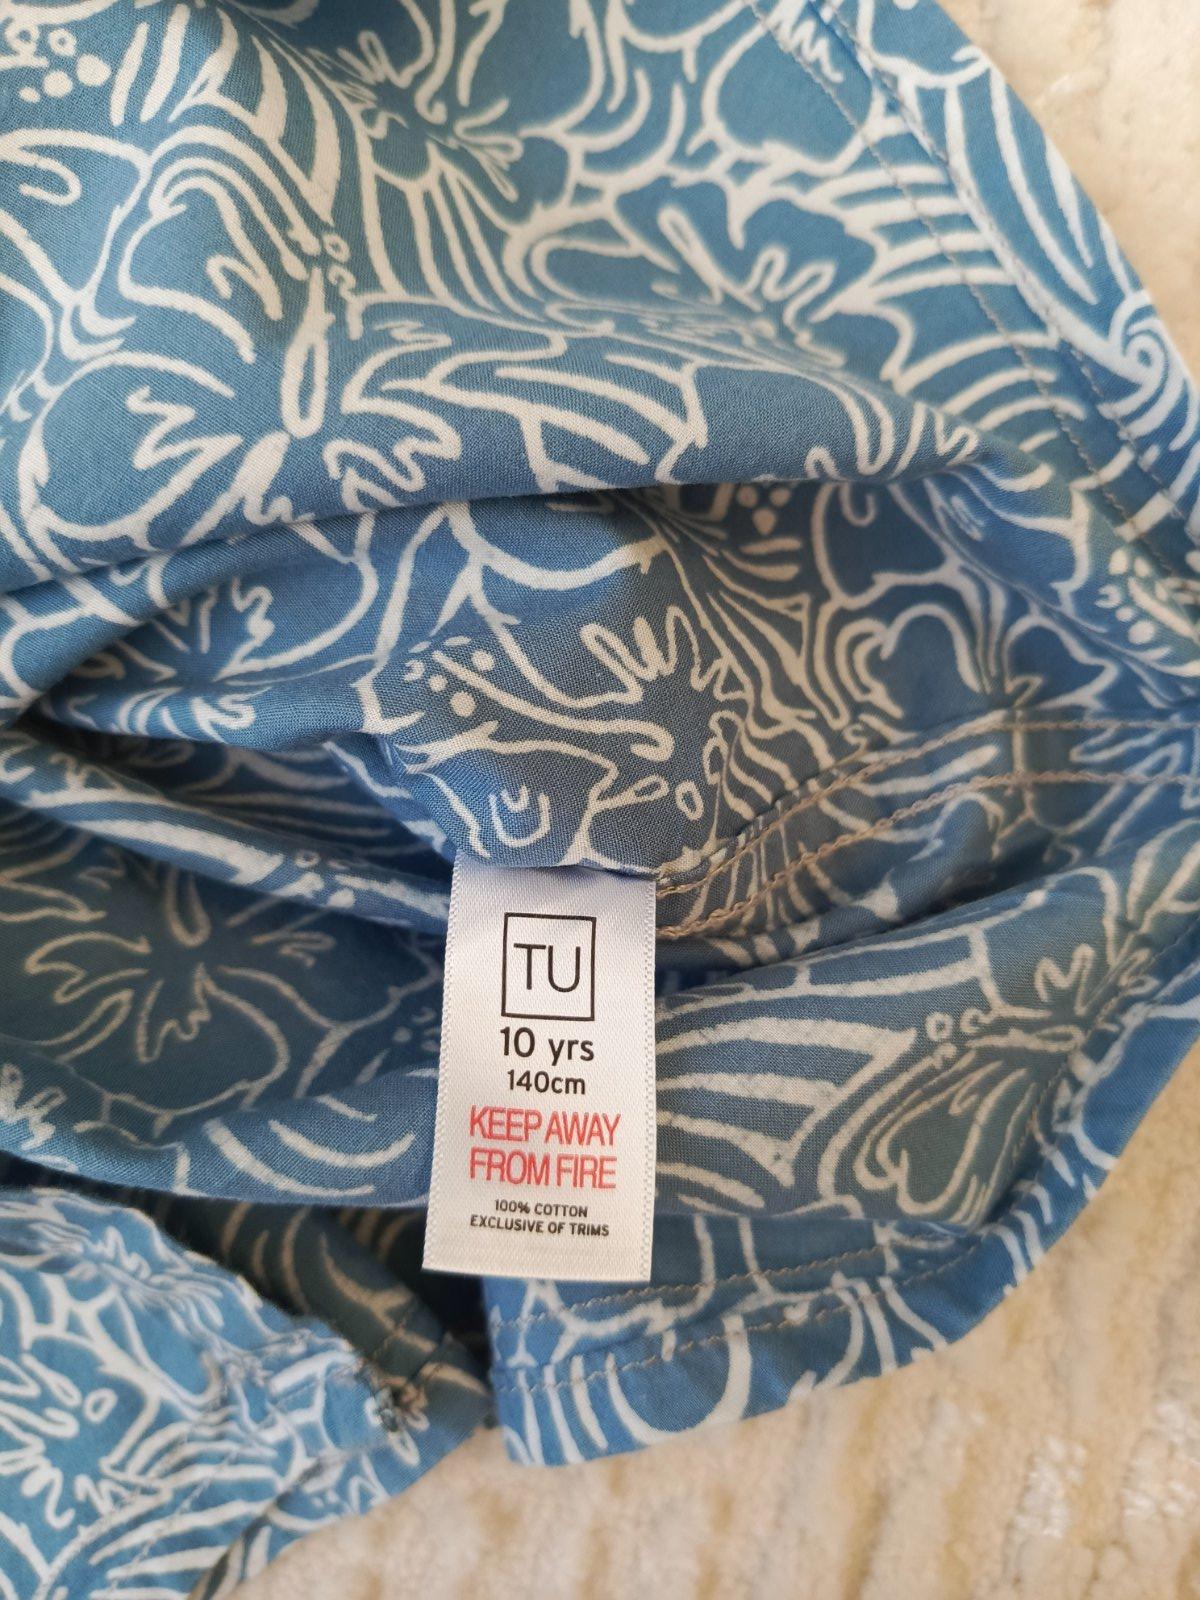 TU
10 yrs
140cm
KEEP AWAY
FROM FIRE
100% COTTON
EXCLUSIVE OF TRIMS